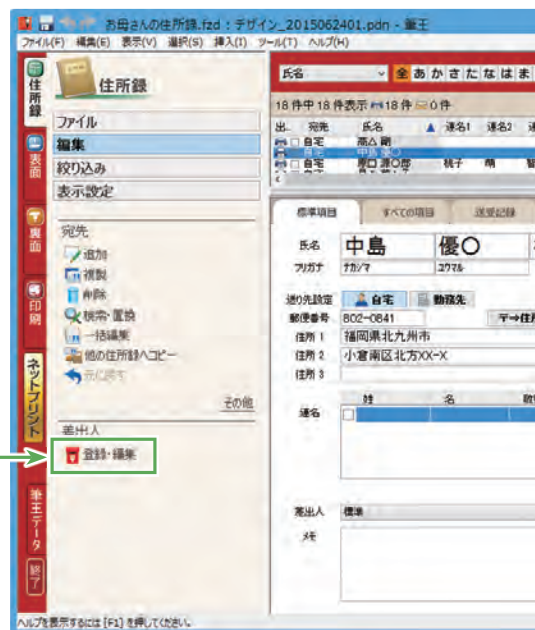 お母さんの住所録.fzd : デザイン_2015062401.pdn - 筆王
ファイル(F) 編集(E) 表示(V) 選択(S) 挿入(I) ツール(T) ヘルプ(H)
住所録
表面
裏面
印刷
ネットプリント
筆王データ
終了
住所録
ファイル
編集
絞り込み
表示設定
宛先
追加
複製
削除
検索・置換
一括編集
他の住所録へコピー
元に戻す
その他
差出人
登録・編集
氏名 全 あ か さ た な は ま
18 件中 18 件表示 18 件 0 件
出.. 宛先 氏名 連名1 連名2
自宅
自宅 中島 優〇
自宅 桃子 萌
標準項目 すべての項目 送受記録
氏名 中島 優〇
フリガナ ナカジマ ユウマル
送り先設定 自宅 勤務先
郵便番号 802-0841 〒⇒住所
住所 1 福岡県北九州市
住所 2 小倉南区北方XX-X
住所 3
姓 名
連名
差出人 標準
メモ
ヘルプを表示するには [F1] を押してください。